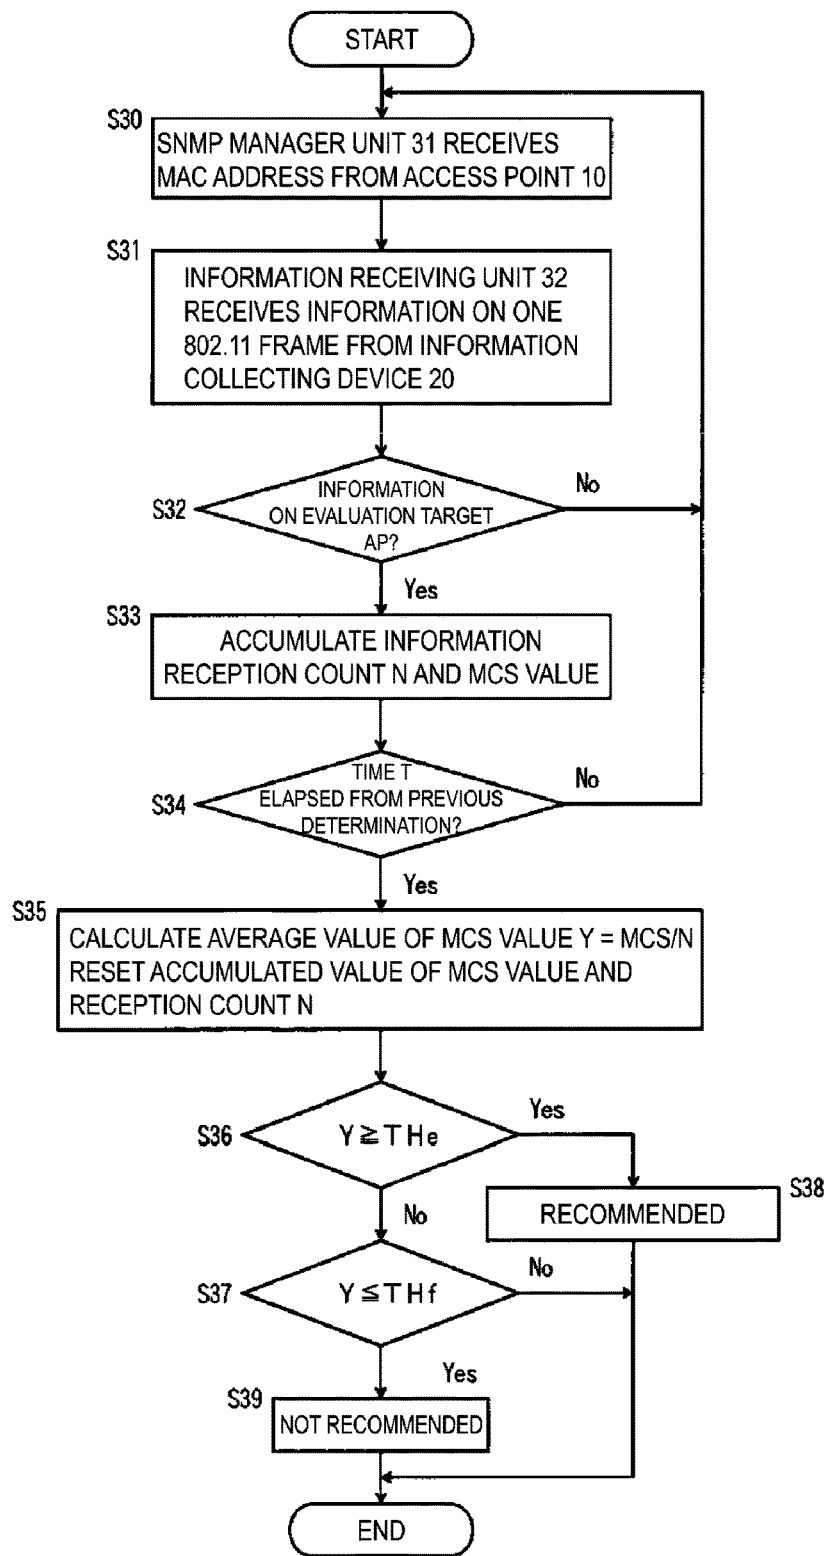 START
S30
SNMP MANAGER UNIT 31 RECEIVES
MAC ADDRESS FROM ACCESS POINT 10
S31
INFORMATION RECEIVING UNIT 32
RECEIVES INFORMATION ON ONE
802.11 FRAME FROM INFORMATION
COLLECTING DEVICE 20
S32
INFORMATION
ON EVALUATION TARGET
AP?
No
Yes
S33
ACCUMULATE INFORMATION
RECEPTION COUNT N AND MCS VALUE
S34
TIME T
ELAPSED FROM PREVIOUS
DETERMINATION?
No
Yes
S35
CALCULATE AVERAGE VALUE OF MCS VALUE Y = MCS/N
RESET ACCUMULATED VALUE OF MCS VALUE AND
RECEPTION COUNT N
S36
Y ≧ T H e
Yes
No
S38
RECOMMENDED
S37
Y ≦ T H f
No
Yes
S39
NOT RECOMMENDED
END